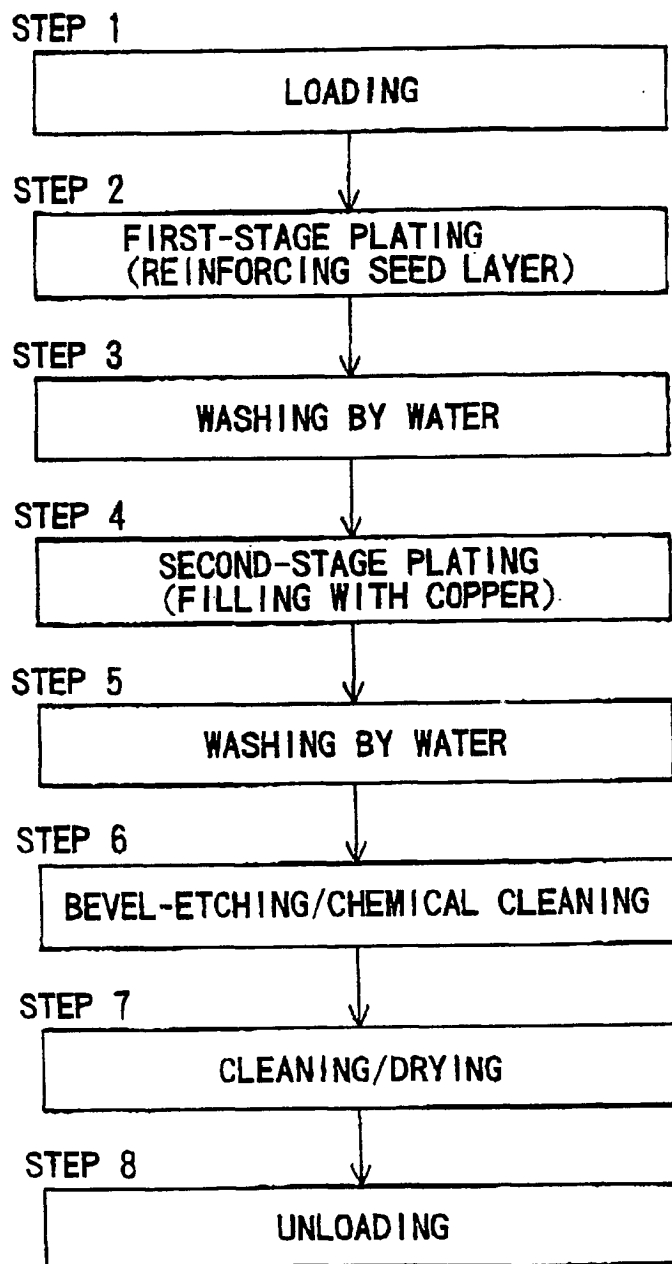 STEP 1
LOADING
STEP 2
FIRST-STAGE PLATING
(REINFORCING SEED LAYER)
STEP 3
WASHING BY WATER
STEP 4
SECOND-STAGE PLATING
(FILLING WITH COPPER)
STEP 5
WASHING BY WATER
STEP 6
BEVEL-ETCHING/CHEMICAL CLEANING
STEP 7
CLEANING/DRYING
STEP 8
UNLOADING